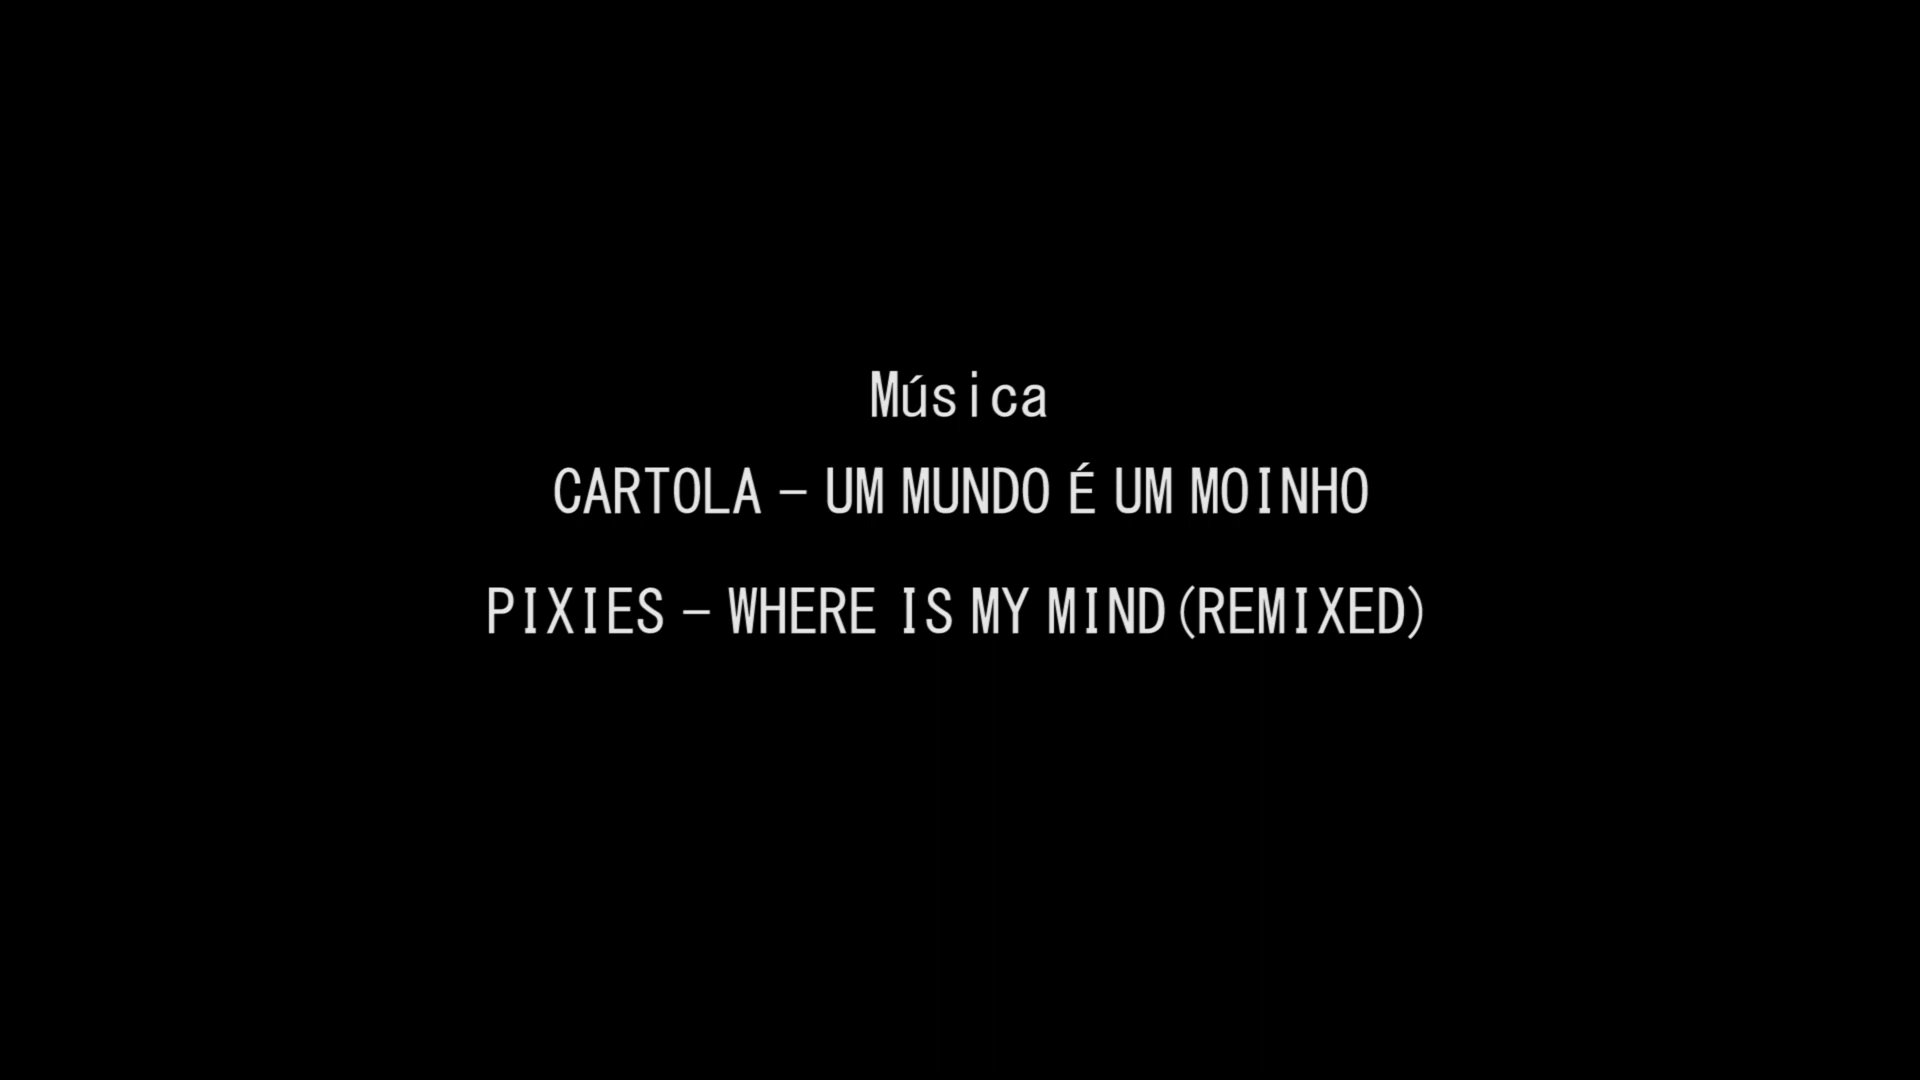 Música
CARTOLA – UM MUNDO É UM MOINHO
PIXIES – WHERE IS MY MIND(REMIXED)